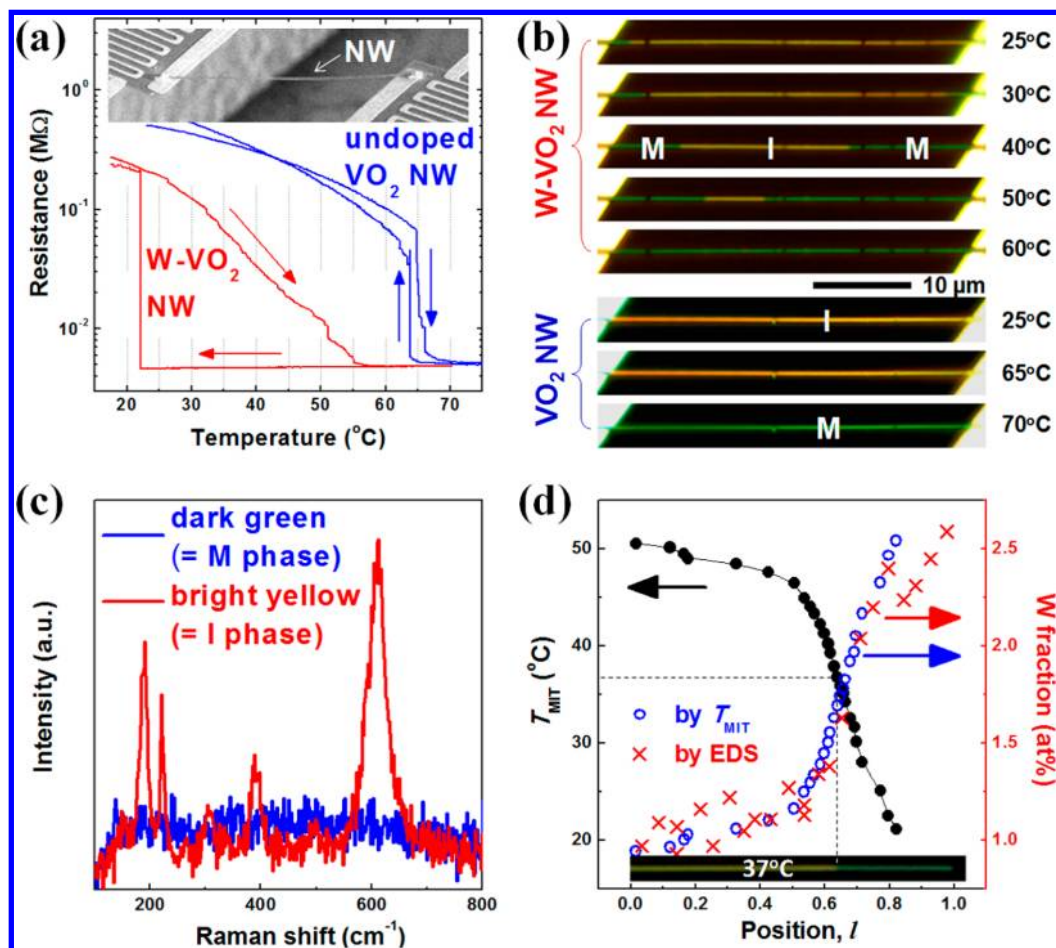 (a)
NW
Resistance (MΩ)
10⁰
10⁻¹
10⁻²
undoped
VO₂ NW
W-VO₂
NW
20 30 40 50 60 70
Temperature (°C)
(b)
W-VO₂ NW
25°C
30°C
M I M
40°C
50°C
60°C
10 µm
VO₂ NW
I
25°C
65°C
M
70°C
(c)
dark green
(= M phase)
bright yellow
(= I phase)
Intensity (a.u.)
200 400 600 800
Raman shift (cm⁻¹)
(d)
T_MIT (°C)
50
40
30
20
by T_MIT
by EDS
37°C
0.0 0.2 0.4 0.6 0.8 1.0
Position, l
2.5
2.0
1.5
1.0
W fraction (at%)